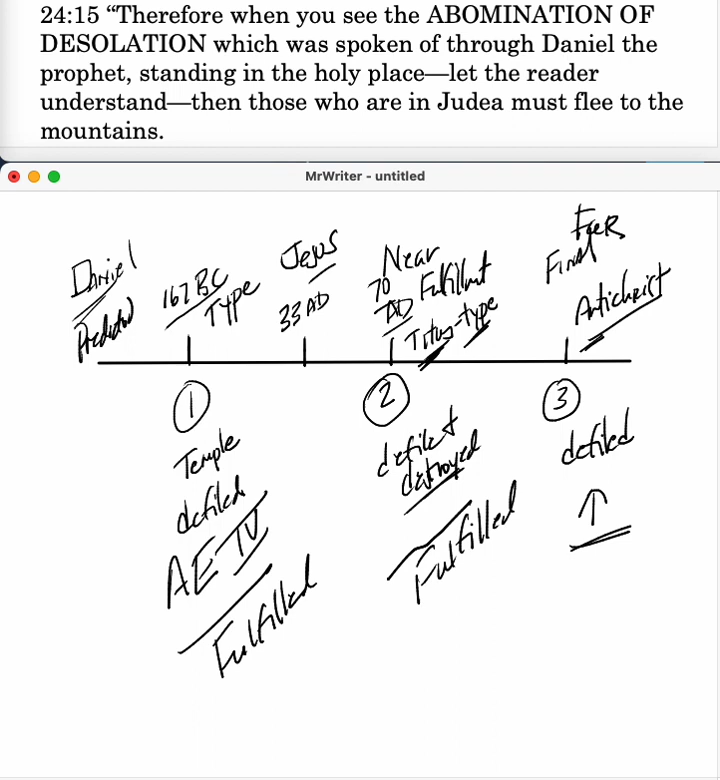 24:15 “Therefore when you see the ABOMINATION OF
DESOLATION which was spoken of through Daniel the
prophet, standing in the holy place—let the reader
understand—then those who are in Judea must flee to the
mountains.
MrWriter - untitled
Daniel
Predicted
167 BC
Type
Jesus
33 AD
Near
70 Fulfillment
AD
Titus-type
Final
Antichrist
1
Temple
defiled
AE IV
Fulfilled
2
defiled
destroyed
Fulfilled
3
defiled